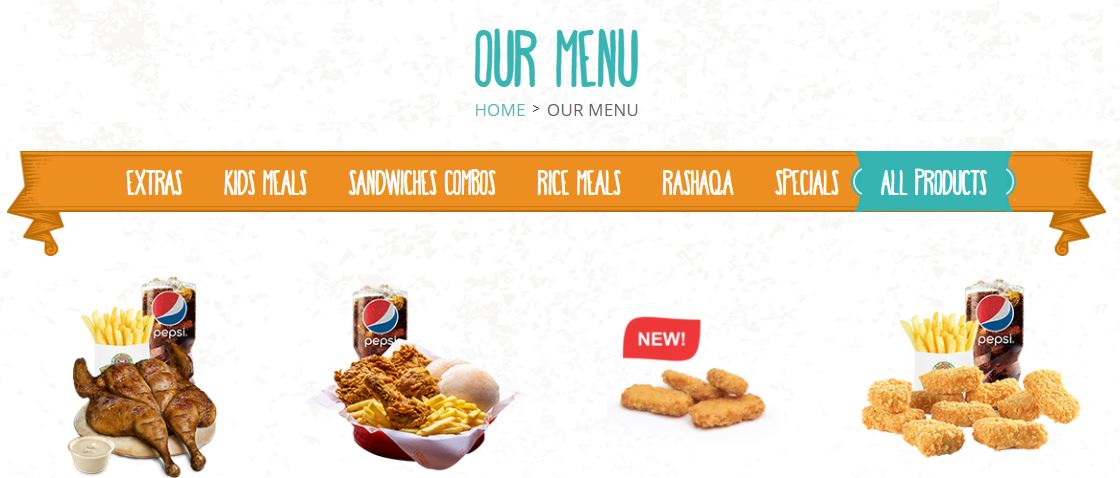 OUR MENU
HOME > OUR MENU
EXTRAS KIDS MEALS SANDWICHES COMBOS RICE MEALS RASHAQA SPECIALS ALL PRODUCTS
pepsi
pepsi
NEW!
pepsi